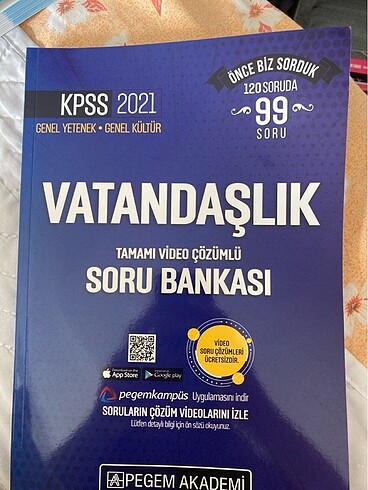 KPSS 2021
GENEL YETENEK • GENEL KÜLTÜR
ÖNCE BİZ SORDUK
120 SORUDA
99
SORU
VATANDAŞLIK
TAMAMI VİDEO ÇÖZÜMLÜ
SORU BANKASI
VİDEO
SORU ÇÖZÜMLERİ
ÜCRETSİZDİR.
App Store
Google play
pegemkampüs Uygulamasını indir
SORULARIN ÇÖZÜM VİDEOLARINI İZLE
Lütfen detaylı bilgi için ön sözü okuyunuz.
PEGEM AKADEMİ